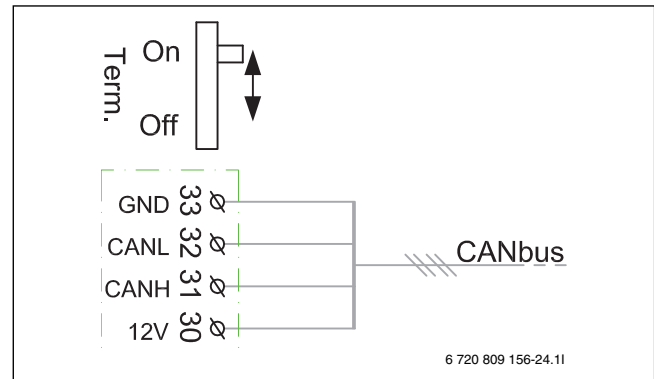 On
Term.
Off
GND 33
CANL 32
CANH 31
12V 30
CANbus
6 720 809 156-24.1I